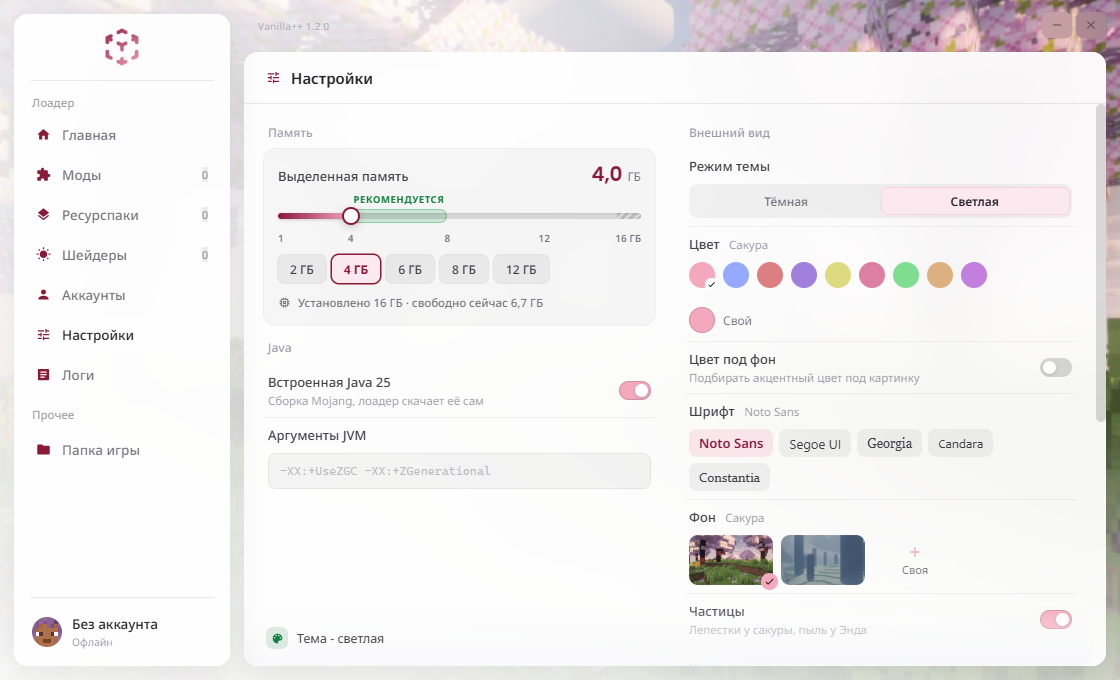 Vanilla++ 1.2.0
Лоадер
Главная
Моды 0
Ресурспаки 0
Шейдеры 0
Аккаунты
Настройки
Логи
Прочее
Папка игры
Без аккаунта
Офлайн
Настройки
Память
Выделенная память 4,0 ГБ
РЕКОМЕНДУЕТСЯ
1 4 8 12 16 ГБ
2 ГБ 4 ГБ 6 ГБ 8 ГБ 12 ГБ
Установлено 16 ГБ · свободно сейчас 6,7 ГБ
Java
Встроенная Java 25
Сборка Mojang, лоадер скачает её сам
Аргументы JVM
-XX:+UseZGC -XX:+ZGenerational
Тема - светлая
Внешний вид
Режим темы
Тёмная Светлая
Цвет Сакура
Свой
Цвет под фон
Подбирать акцентный цвет под картинку
Шрифт Noto Sans
Noto Sans Segoe UI Georgia Candara
Constantia
Фон Сакура
Своя
Частицы
Лепестки у сакуры, пыль у Энда